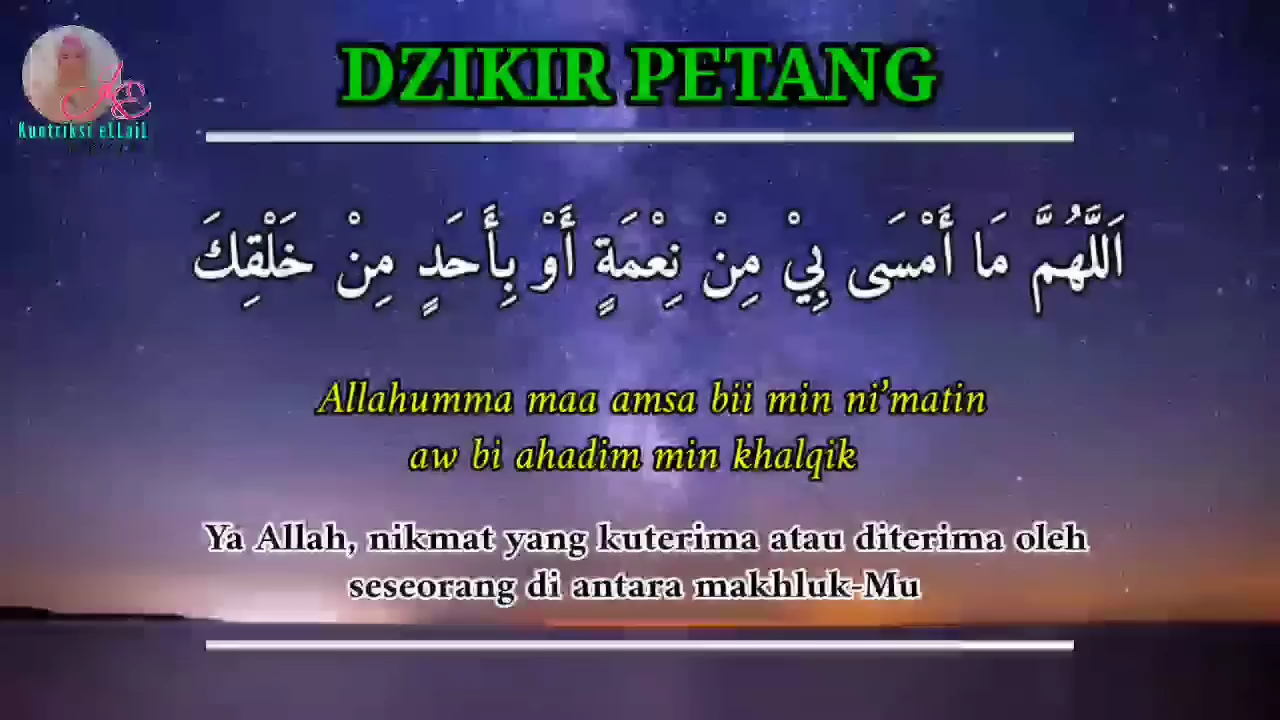 Kuntriksi eLLaiL
DZIKIR PETANG
اَللَّهُمَّ مَا أَمْسَى بِيْ مِنْ نِعْمَةٍ أَوْ بِأَحَدٍ مِنْ خَلْقِكَ
Allahumma maa amsa bii min ni’matin
aw bi ahadim min khalqik
Ya Allah, nikmat yang kuterima atau diterima oleh
seseorang di antara makhluk-Mu